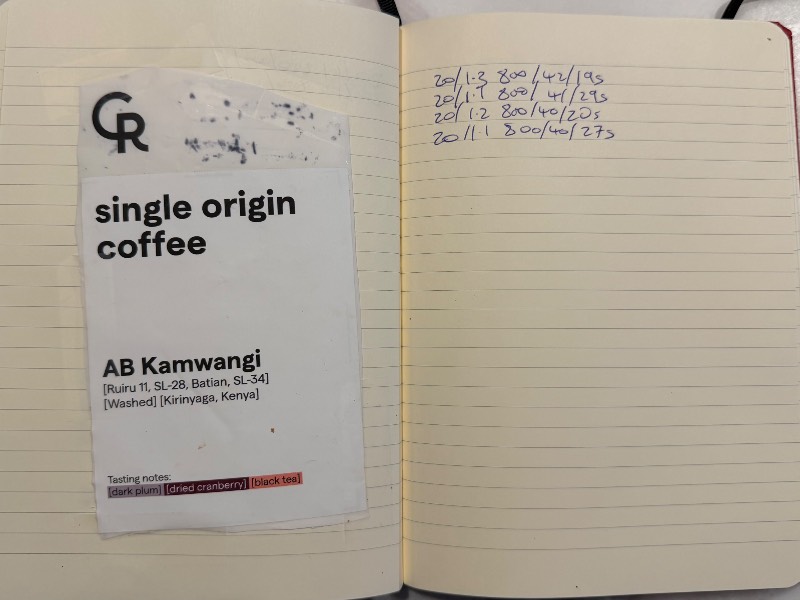 CR
single origin
coffee
AB Kamwangi
[Ruiru 11, SL-28, Batian, SL-34]
[Washed] [Kirinyaga, Kenya]
Tasting notes:
[dark plum] [dried cranberry] [black tea]
20/1.3 800/42/19s
20/1.1 800/41/29s
20/1.2 800/40/20s
20/1.1 800/40/27s